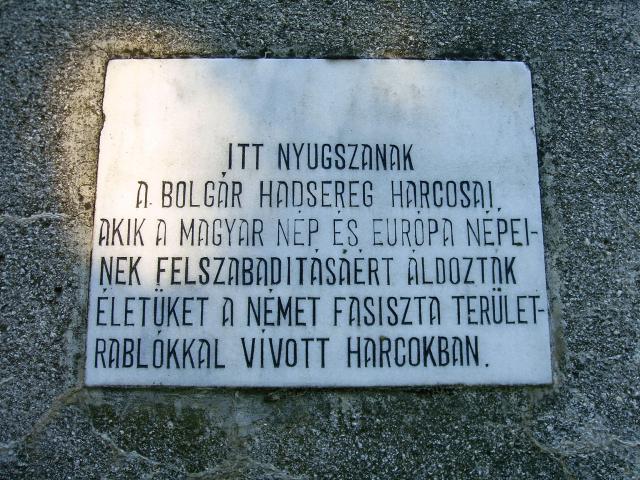 ITT NYUGSZANAK
A BOLGÁR HADSEREG HARCOSAI,
AKIK A MAGYAR NÉP ÉS EURÓPA NÉPEI-
NEK FELSZABADITÁSAÉRT ÁLDOZTÁK
ÉLETÜKET A NÉMET FASISZTA TERÜLET-
RABLÓKKAL VÍVOTT HARCOKBAN.